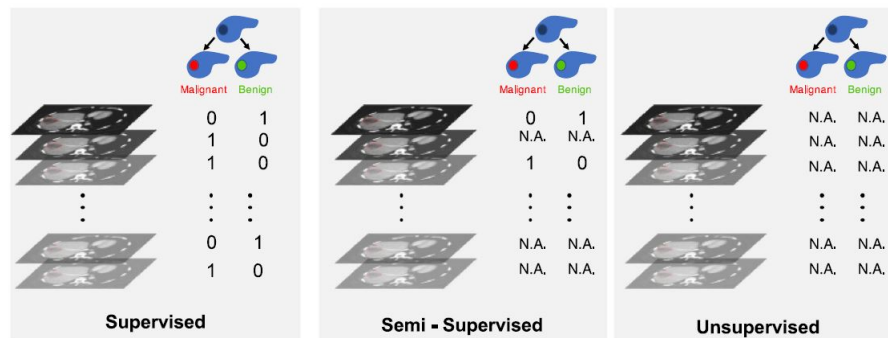 Malignant Benign
0 1
1 0
1 0
0 1
1 0
Supervised
Malignant Benign
0 1
N.A. N.A.
1 0
N.A. N.A.
N.A. N.A.
Semi - Supervised
Malignant Benign
N.A. N.A.
N.A. N.A.
N.A. N.A.
N.A. N.A.
N.A. N.A.
Unsupervised